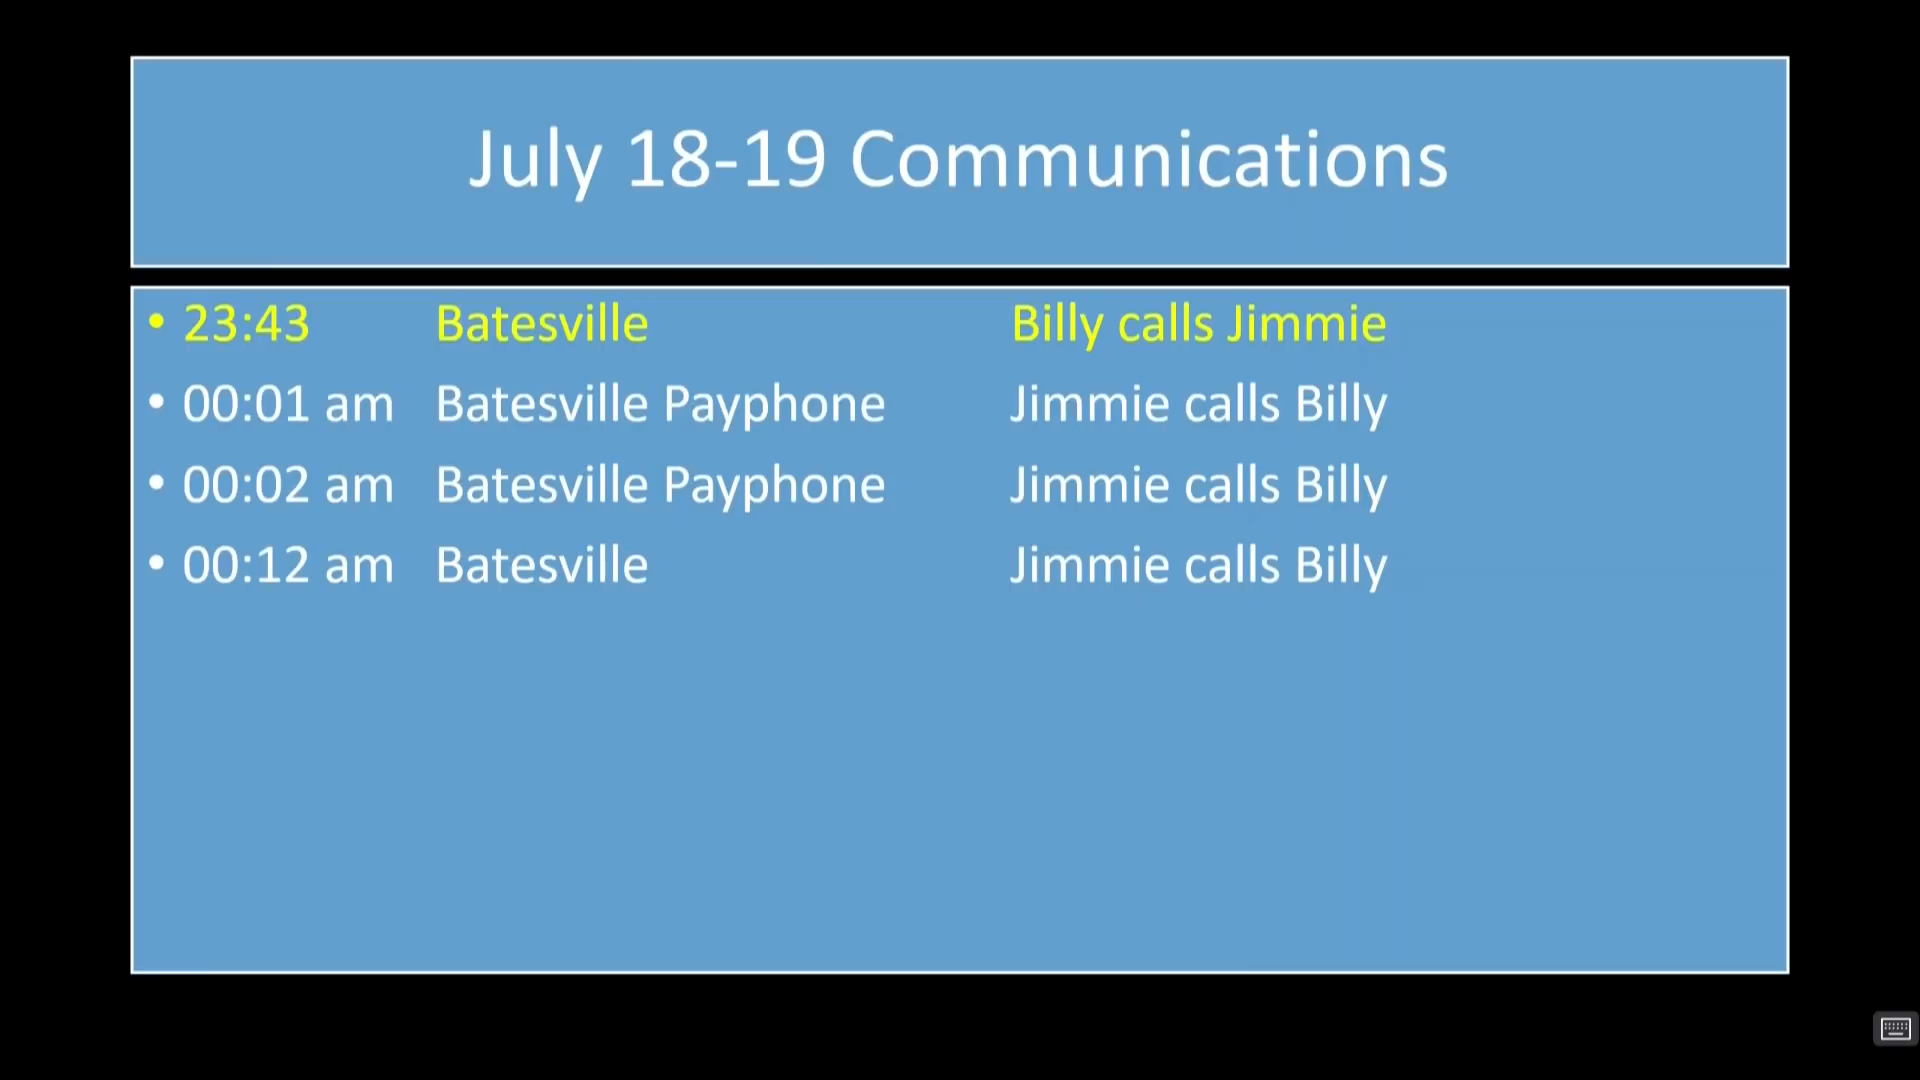 July 18-19 Communications
• 23:43 Batesville Billy calls Jimmie
• 00:01 am Batesville Payphone Jimmie calls Billy
• 00:02 am Batesville Payphone Jimmie calls Billy
• 00:12 am Batesville Jimmie calls Billy